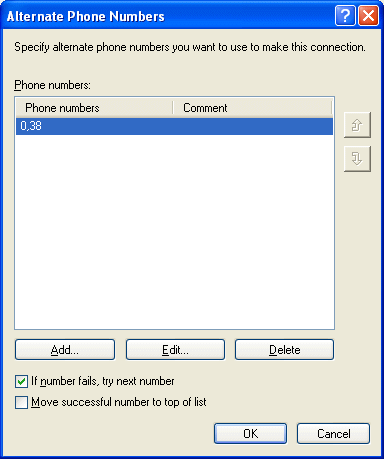 Alternate Phone Numbers
Specify alternate phone numbers you want to use to make this connection.
Phone numbers:
Phone numbers Comment
0,38
Add... Edit... Delete
If number fails, try next number
Move successful number to top of list
OK Cancel